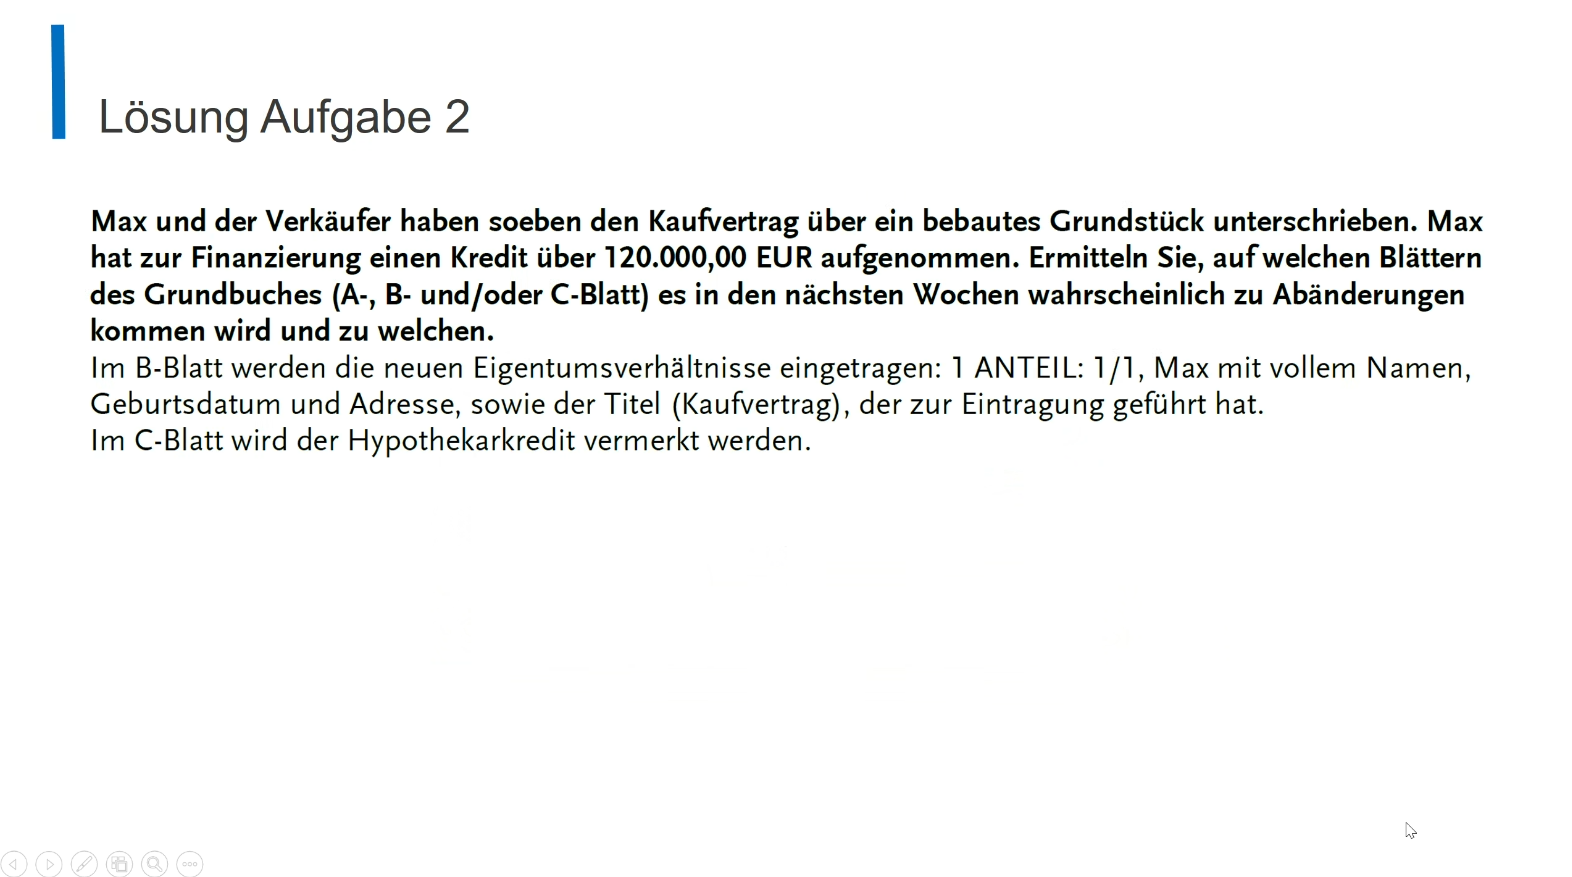 Lösung Aufgabe 2
Max und der Verkäufer haben soeben den Kaufvertrag über ein bebautes Grundstück unterschrieben. Max
hat zur Finanzierung einen Kredit über 120.000,00 EUR aufgenommen. Ermitteln Sie, auf welchen Blättern
des Grundbuches (A-, B- und/oder C-Blatt) es in den nächsten Wochen wahrscheinlich zu Abänderungen
kommen wird und zu welchen.
Im B-Blatt werden die neuen Eigentumsverhältnisse eingetragen: 1 ANTEIL: 1/1, Max mit vollem Namen,
Geburtsdatum und Adresse, sowie der Titel (Kaufvertrag), der zur Eintragung geführt hat.
Im C-Blatt wird der Hypothekarkredit vermerkt werden.